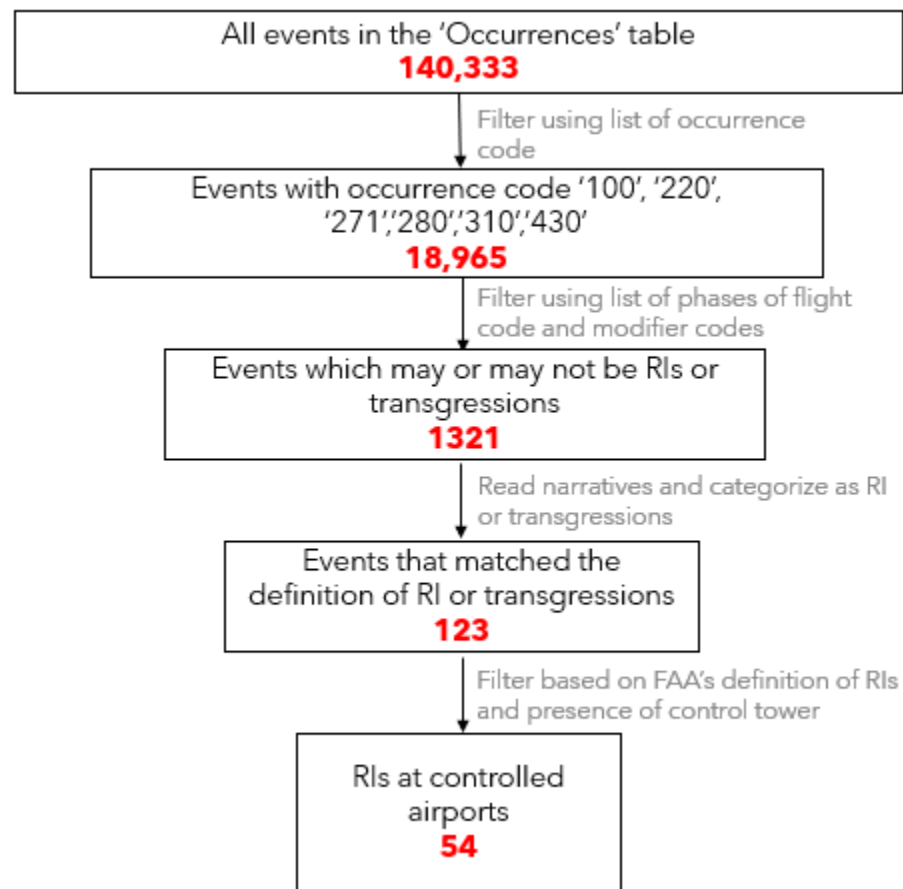 All events in the ‘Occurrences’ table
140,333
Filter using list of occurrence
code
Events with occurrence code ‘100’, ‘220’,
‘271’,‘280’,‘310’,‘430’
18,965
Filter using list of phases of flight
code and modifier codes
Events which may or may not be RIs or
transgressions
1321
Read narratives and categorize as RI
or transgressions
Events that matched the
definition of RI or transgressions
123
Filter based on FAA’s definition of RIs
and presence of control tower
RIs at controlled
airports
54